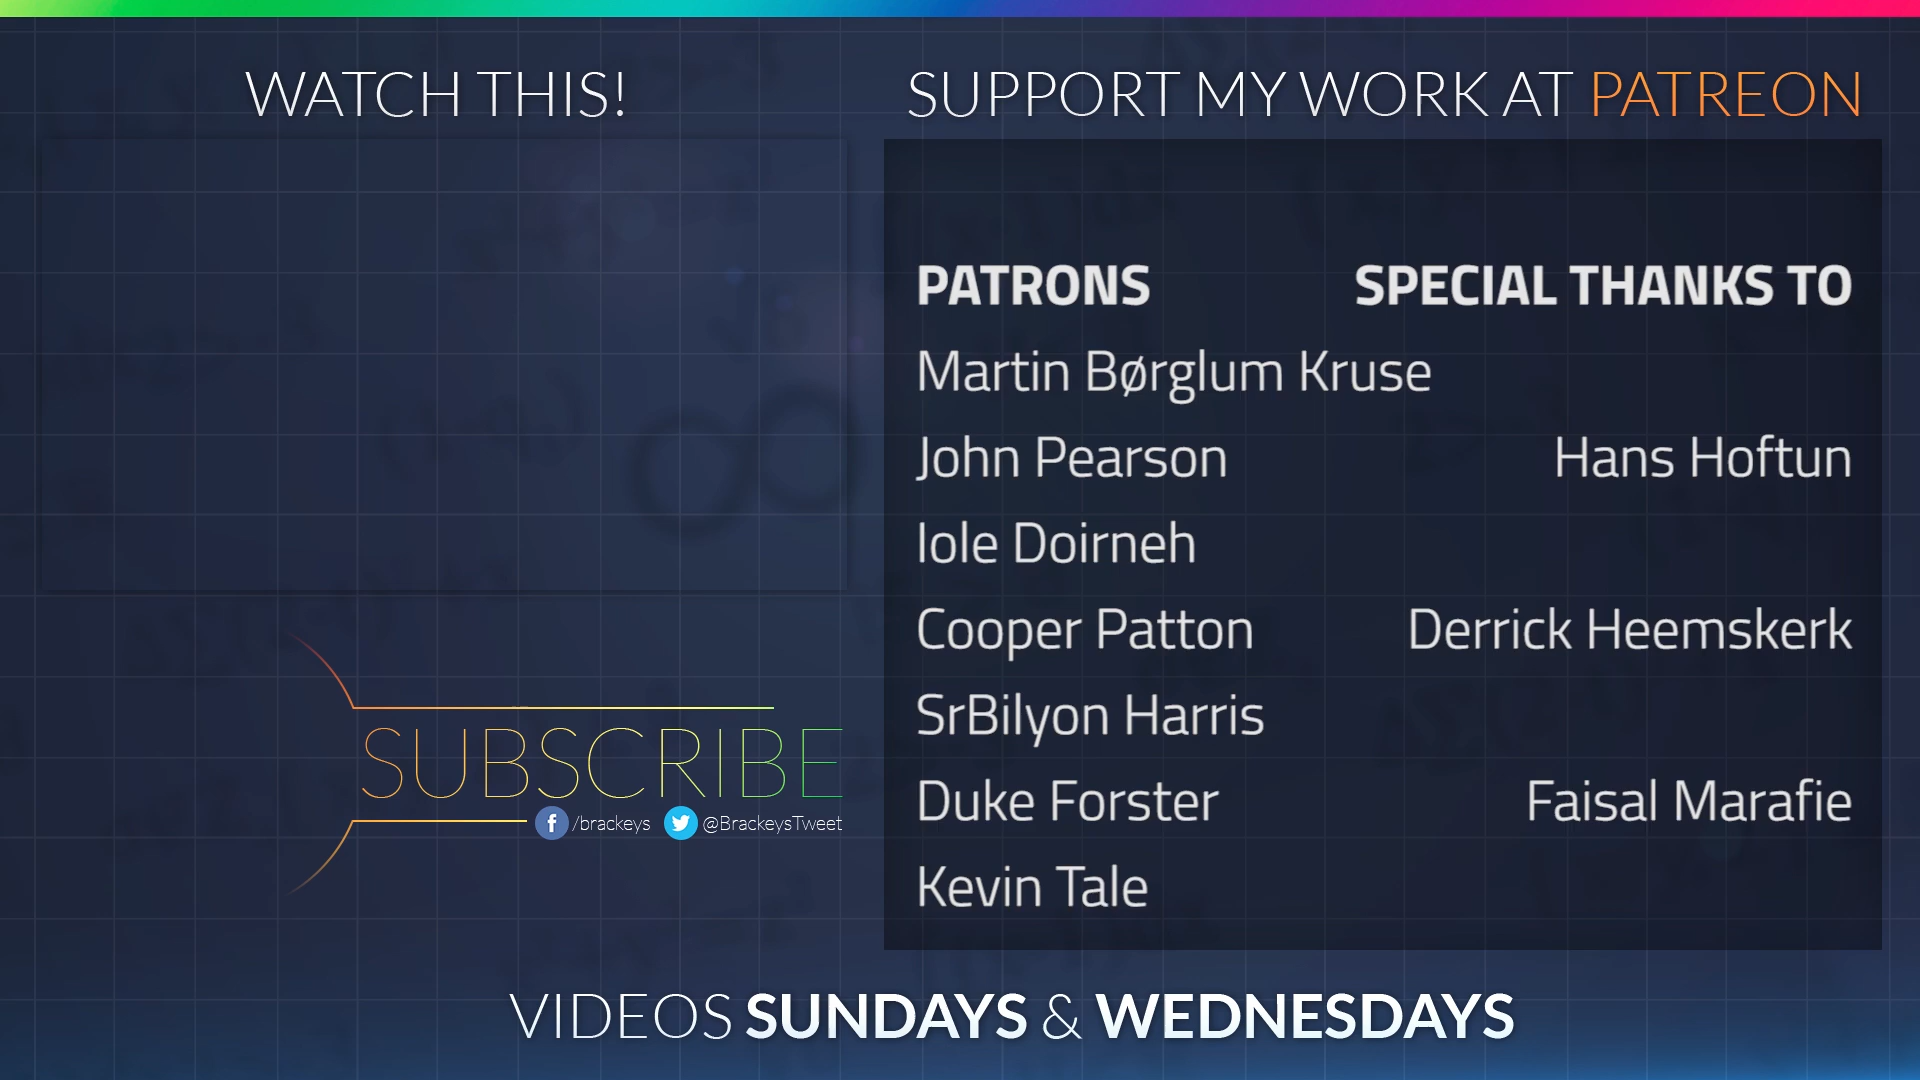 WATCH THIS!
SUPPORT MY WORK AT PATREON
PATRONS SPECIAL THANKS TO
Martin Børglum Kruse
John Pearson Hans Hoftun
Iole Doirneh
Cooper Patton Derrick Heemskerk
SrBilyon Harris
Duke Forster Faisal Marafie
Kevin Tale
SUBSCRIBE
/brackeys @BrackeysTweet
VIDEOS SUNDAYS & WEDNESDAYS